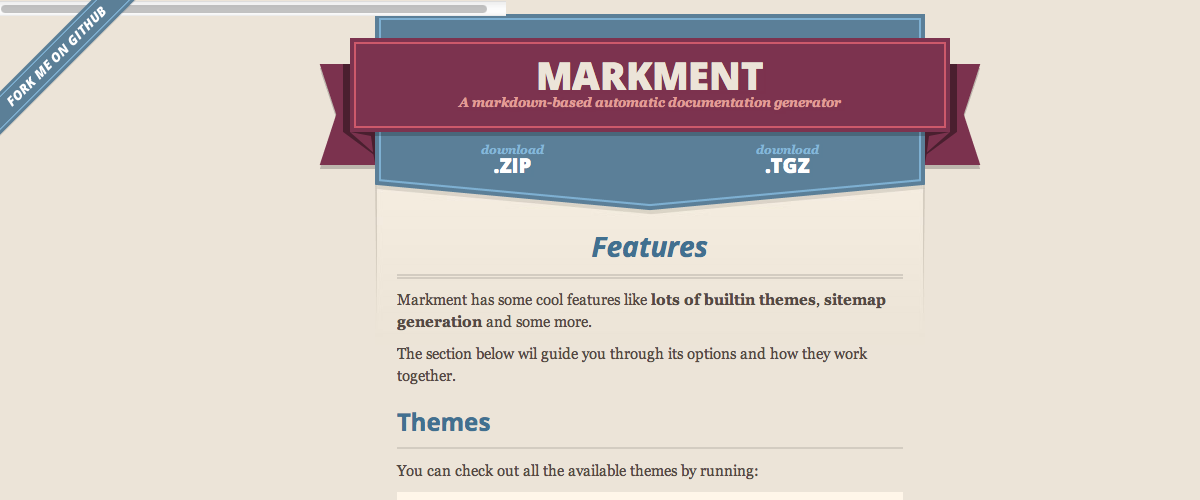 FORK ME ON GITHUB
MARKMENT
A markdown-based automatic documentation generator
download
.ZIP
download
.TGZ
Features
Markment has some cool features like lots of builtin themes, sitemap
generation and some more.
The section below wil guide you through its options and how they work
together.
Themes
You can check out all the available themes by running: